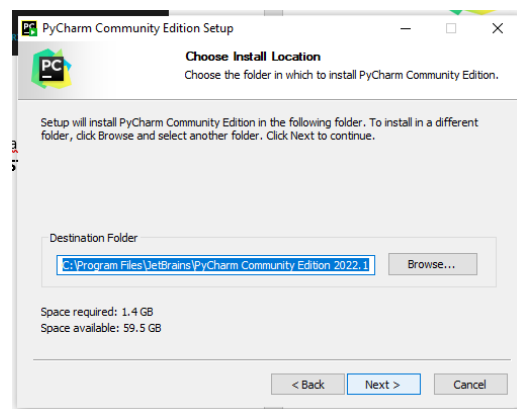 PyCharm Community Edition Setup
PC
Choose Install Location
Choose the folder in which to install PyCharm Community Edition.
Setup will install PyCharm Community Edition in the following folder. To install in a different
folder, click Browse and select another folder. Click Next to continue.
Destination Folder
C:\Program Files\JetBrains\PyCharm Community Edition 2022.1
Browse...
Space required: 1.4 GB
Space available: 59.5 GB
< Back
Next >
Cancel